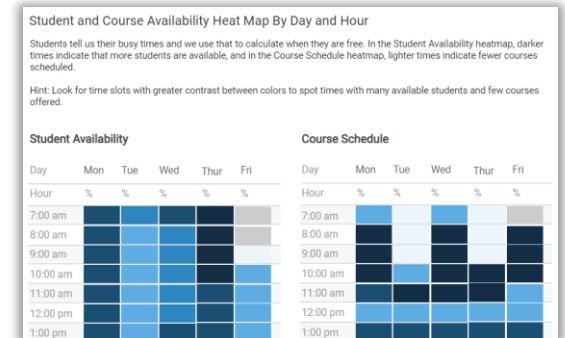 Student and Course Availability Heat Map By Day and Hour
Students tell us their busy times and we use that to calculate when they are free. In the Student Availability heatmap, darker
times indicate that more students are available, and in the Course Schedule heatmap, lighter times indicate fewer courses
scheduled.
Hint: Look for time slots with greater contrast between colors to spot times with many available students and few courses
offered.
Student Availability
Day Mon Tue Wed Thur Fri
Hour % % % % %
7:00 am
8:00 am
9:00 am
10:00 am
11:00 am
12:00 pm
1:00 pm
Course Schedule
Day Mon Tue Wed Thur Fri
Hour % % % % %
7:00 am
8:00 am
9:00 am
10:00 am
11:00 am
12:00 pm
1:00 pm